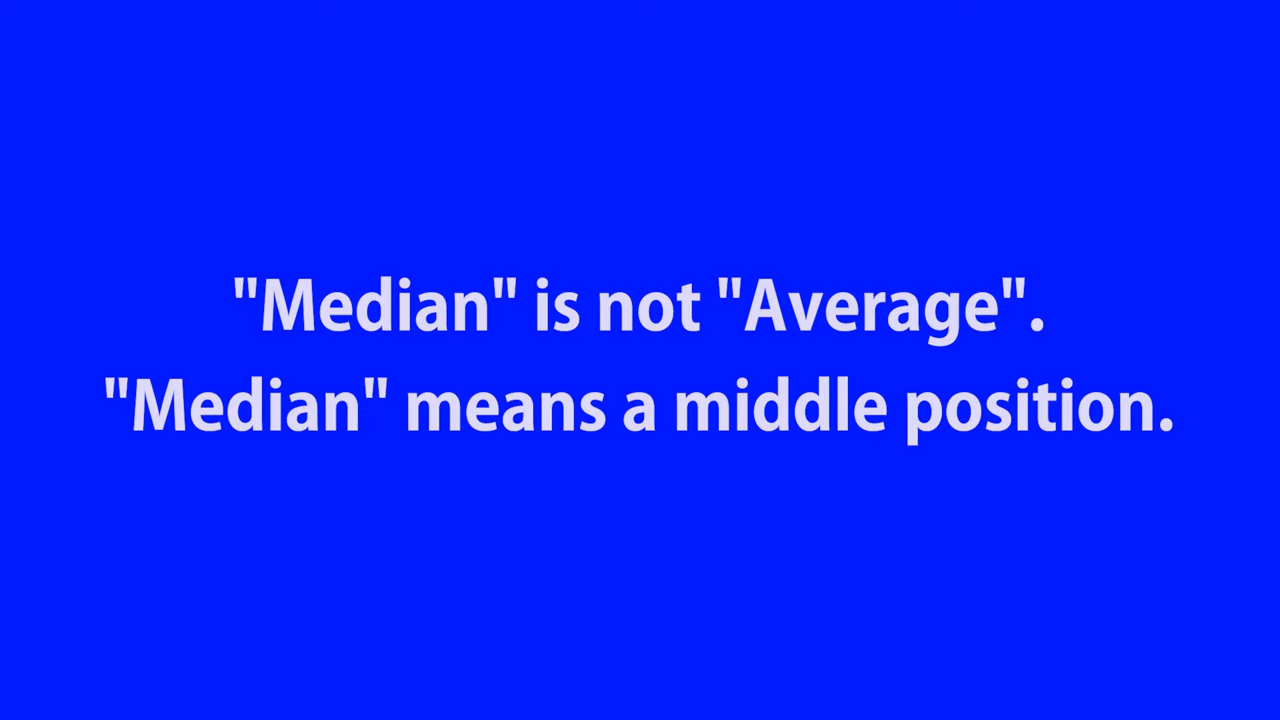 "Median" is not "Average".
"Median" means a middle position.